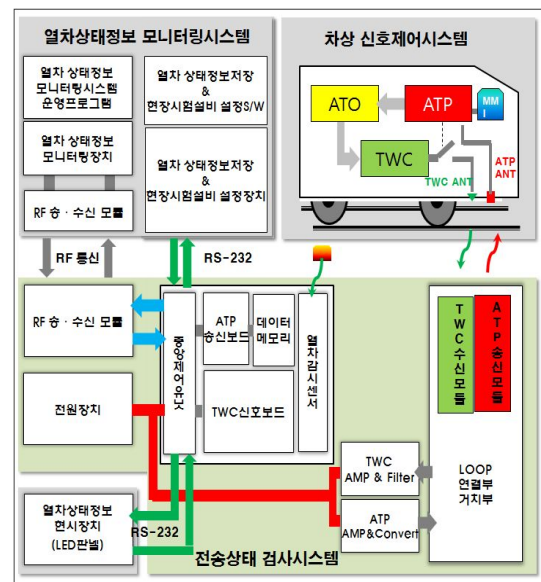 열차상태정보 모니터링시스템
열차 상태정보
모니터링시스템
운영프로그램
열차 상태정보
모니터링장치
RF 송ㆍ수신 모듈
열차 상태정보저장
&
현장시험설비 설정S/W
열차 상태정보저장
&
현장시험설비 설정장치
차상 신호제어시스템
ATO
ATP
MM
I
TWC
TWC ANT
ATP
ANT
RF 통신
RS-232
RF 송ㆍ수신 모듈
전원장치
중앙제어유닛
ATP
송신보드
데이터
메모리
TWC신호보드
열차감시센서
TWC수신모듈
ATP송신모듈
LOOP
연결부
거치부
TWC
AMP & Filter
ATP
AMP&Convert
열차상태정보
현시장치
(LED판넬)
RS-232
전송상태 검사시스템